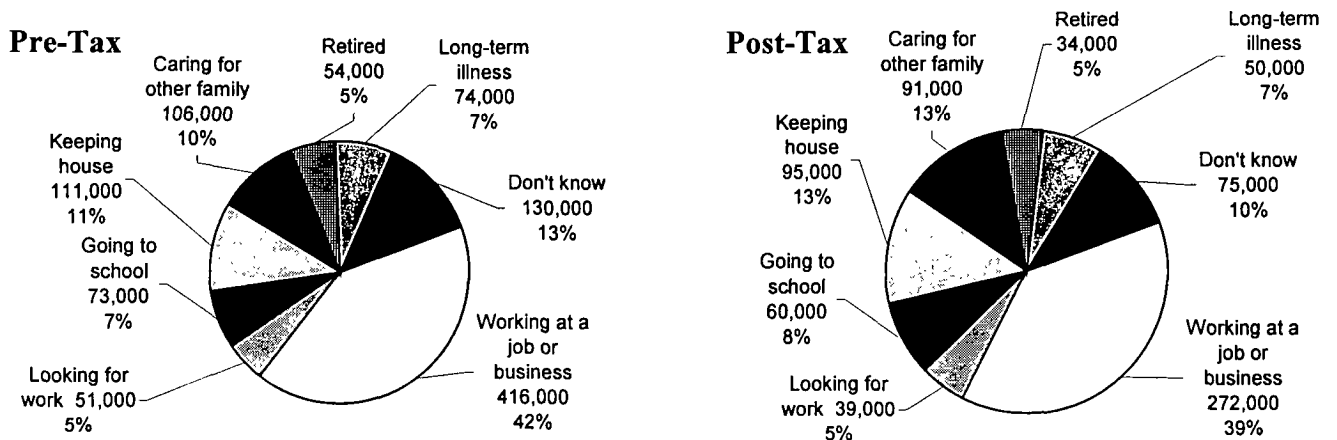 Pre-Tax
Retired
54,000
5%
Long-term
illness
74,000
7%
Caring for
other family
106,000
10%
Keeping
house
111,000
11%
Don't know
130,000
13%
Going to
school
73,000
7%
Working at a
job or
business
416,000
42%
Looking for
work 51,000
5%
Post-Tax
Retired
34,000
5%
Long-term
illness
50,000
7%
Caring for
other family
91,000
13%
Keeping
house
95,000
13%
Don't know
75,000
10%
Going to
school
60,000
8%
Working at a
job or
business
272,000
39%
Looking for
work 39,000
5%